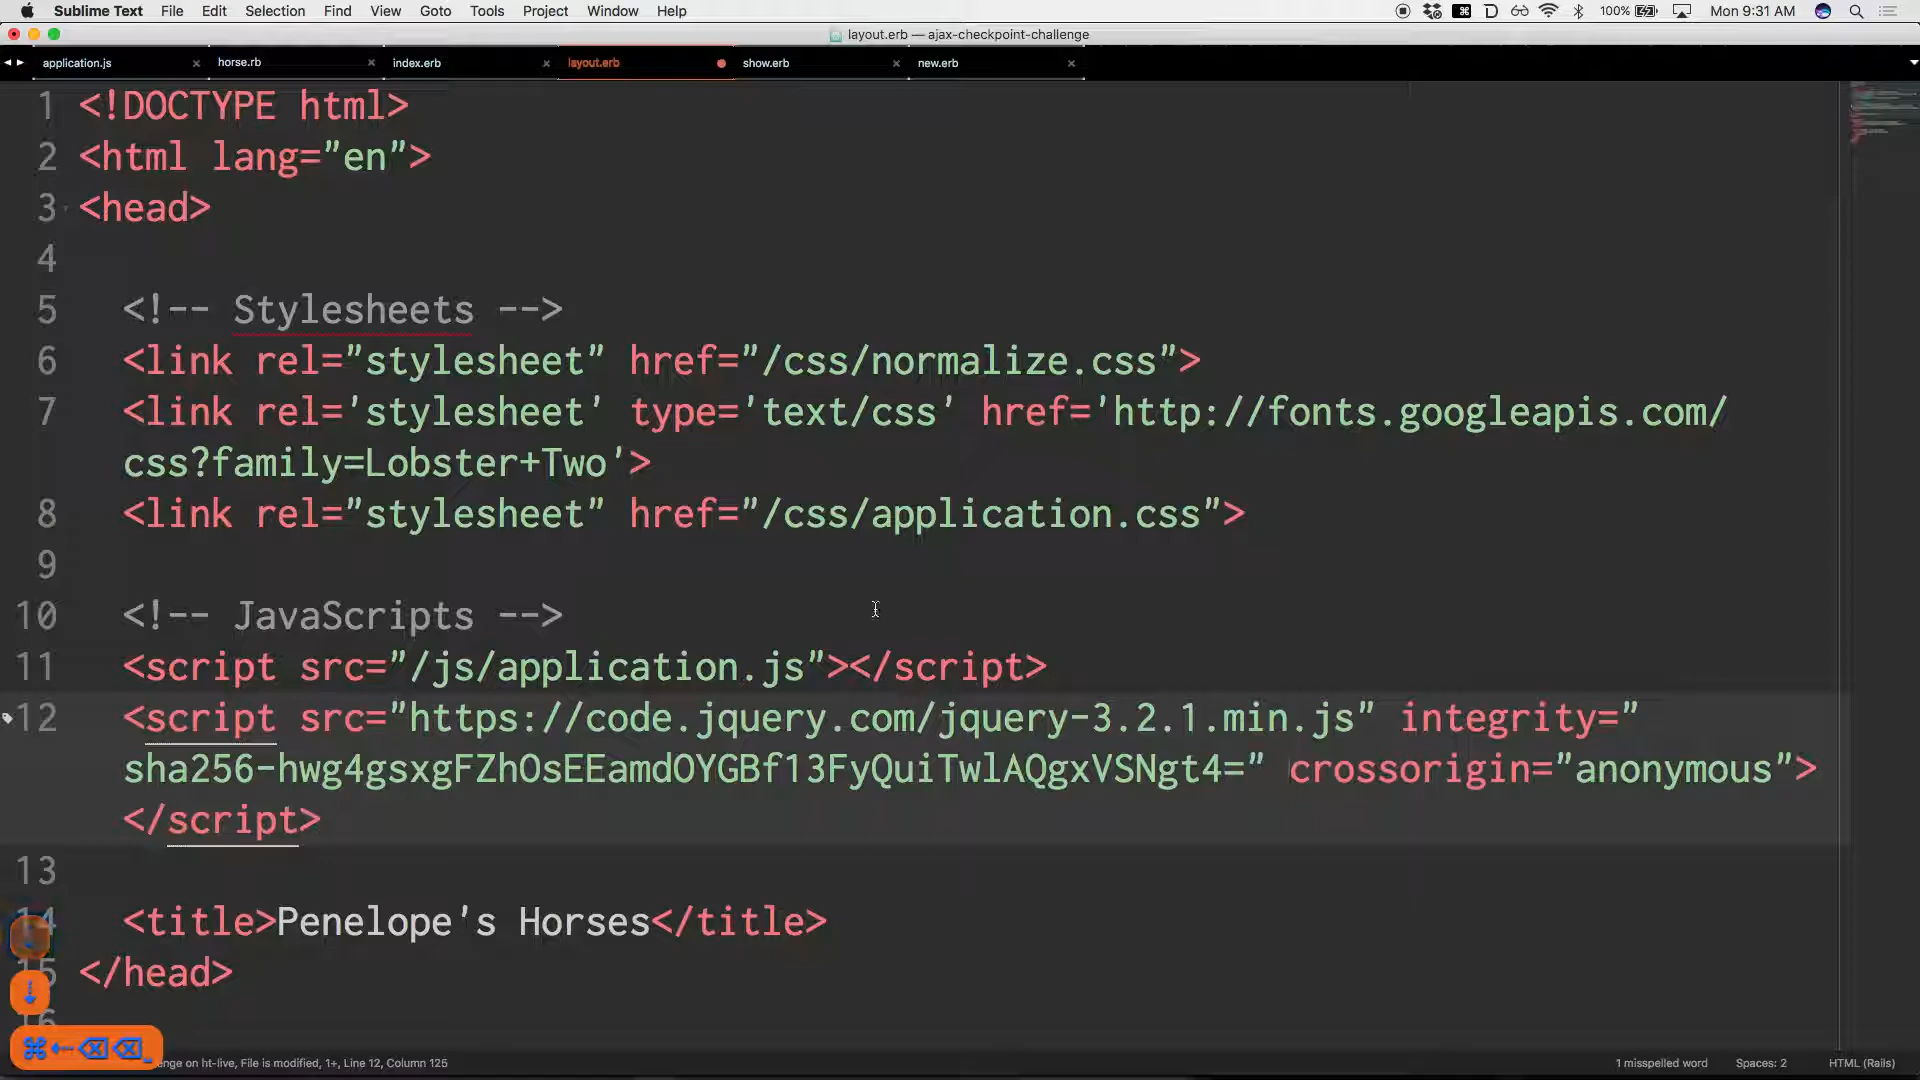 Sublime Text File Edit Selection Find View Goto Tools Project Window Help 100% Mon 9:31 AM
layout.erb — ajax-checkpoint-challenge
application.js horse.rb index.erb layout.erb show.erb new.erb
1 <!DOCTYPE html>
2 <html lang="en">
3 <head>
4
5 <!-- Stylesheets -->
6 <link rel="stylesheet" href="/css/normalize.css">
7 <link rel='stylesheet' type='text/css' href='http://fonts.googleapis.com/
css?family=Lobster+Two'>
8 <link rel="stylesheet" href="/css/application.css">
9
10 <!-- JavaScripts -->
11 <script src="/js/application.js"></script>
12 <script src="https://code.jquery.com/jquery-3.2.1.min.js" integrity="
sha256-hwg4gsxgFZhOsEEamdOYGBf13FyQuiTwlAQgxVSNgt4=" crossorigin="anonymous">
</script>
13
14 <title>Penelope's Horses</title>
15 </head>
16
⌘←⌫⌫
on ht-live, File is modified, 1+, Line 12, Column 125 1 misspelled word Spaces: 2 HTML (Rails)